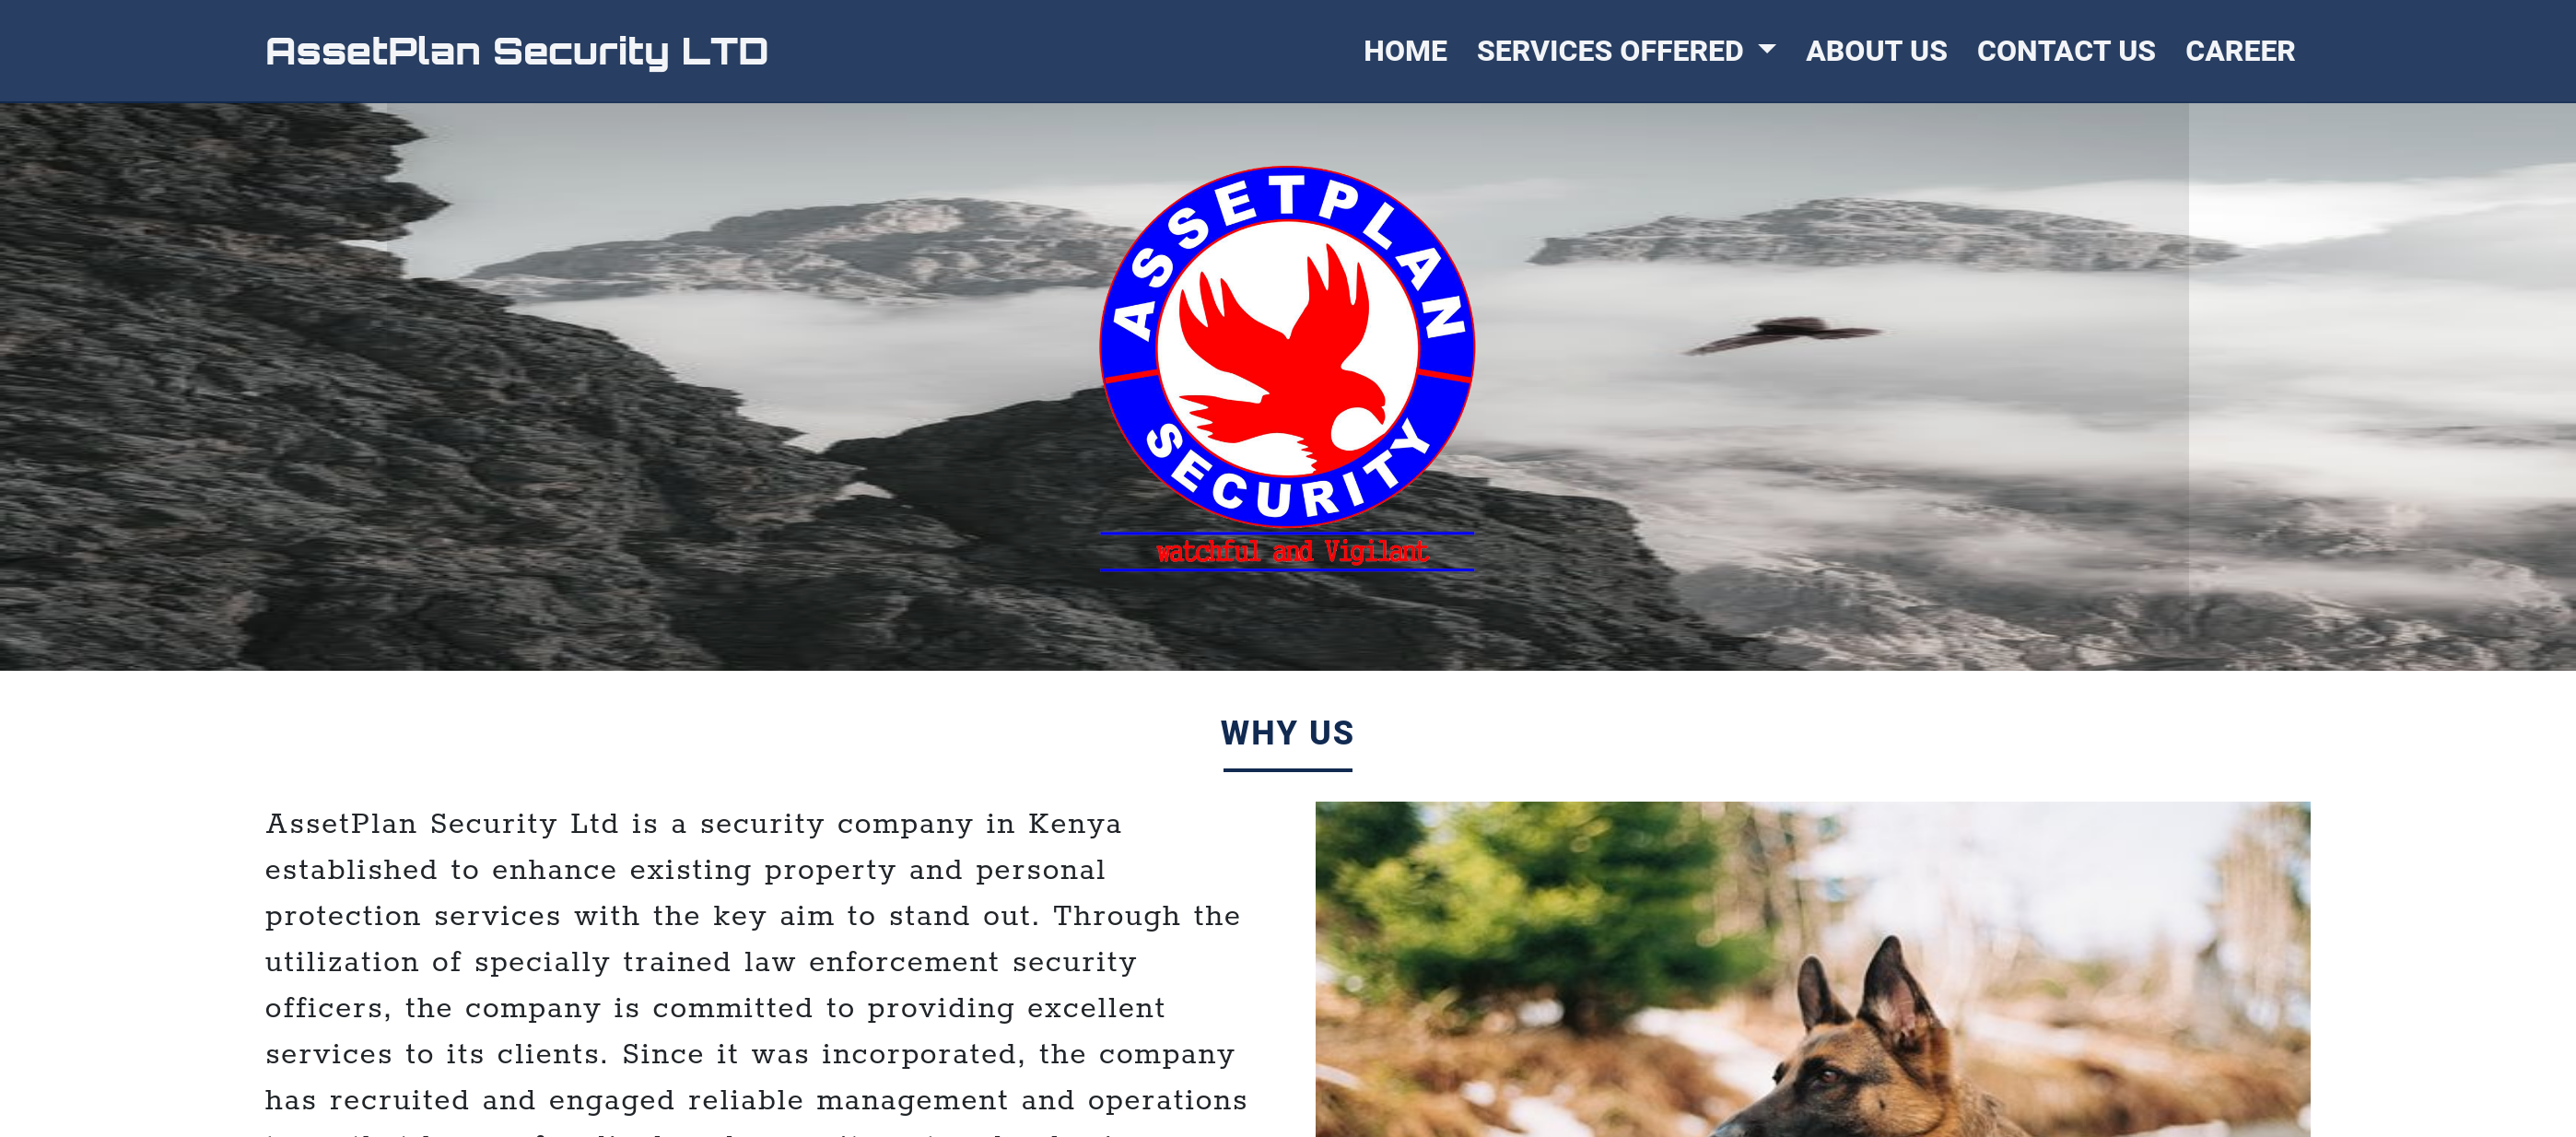 AssetPlan Security LTD
HOME SERVICES OFFERED ABOUT US CONTACT US CAREER
ASSETPLAN
SECURITY
watchful and Vigilant
WHY US
AssetPlan Security Ltd is a security company in Kenya
established to enhance existing property and personal
protection services with the key aim to stand out. Through the
utilization of specially trained law enforcement security
officers, the company is committed to providing excellent
services to its clients. Since it was incorporated, the company
has recruited and engaged reliable management and operations